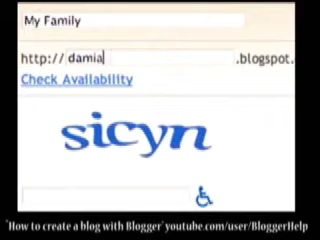 My Family
http:// damia .blogspot.
Check Availability
sicyn
"How to create a blog with Blogger" youtube.com/user/BloggerHelp